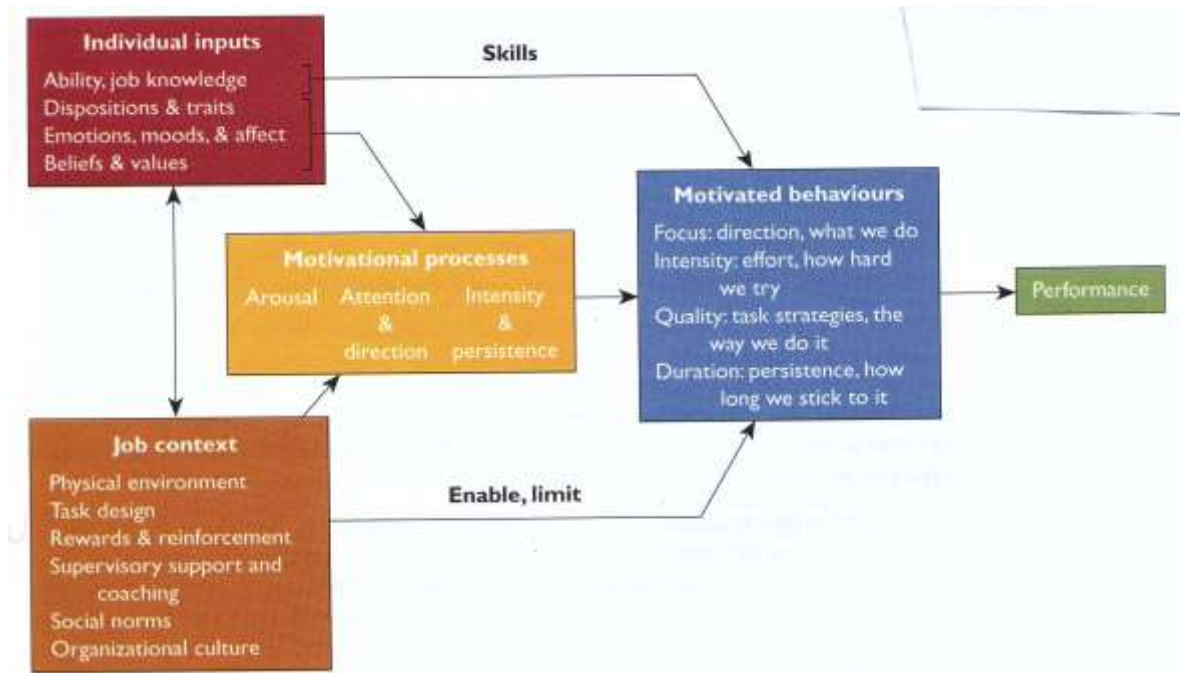 Individual inputs
Ability, job knowledge
Dispositions & traits
Emotions, moods, & affect
Beliefs & values
Skills
Motivational processes
Arousal
Attention
&
direction
Intensity
&
persistence
Motivated behaviours
Focus: direction, what we do
Intensity: effort, how hard
we try
Quality: task strategies, the
way we do it
Duration: persistence, how
long we stick to it
Performance
Job context
Physical environment
Task design
Rewards & reinforcement
Supervisory support and
coaching
Social norms
Organizational culture
Enable, limit